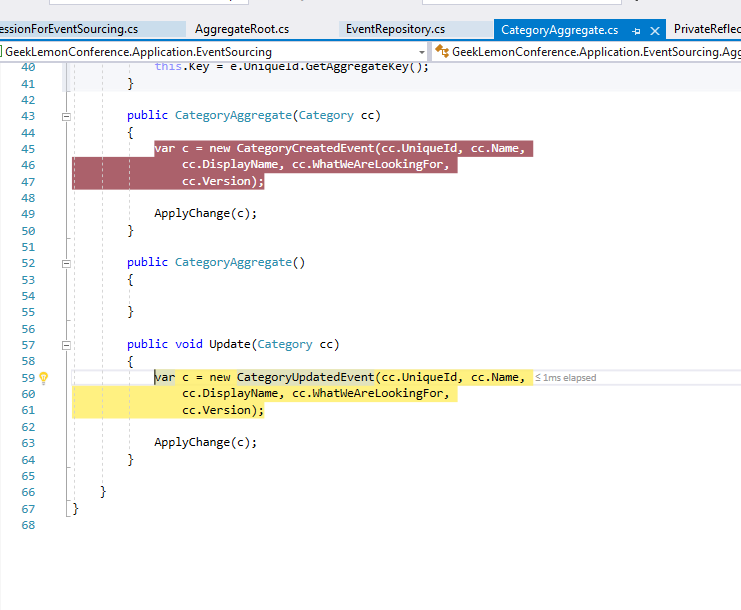 essionForEventSourcing.cs AggregateRoot.cs EventRepository.cs CategoryAggregate.cs PrivateReflec
GeekLemonConference.Application.EventSourcing GeekLemonConference.Application.EventSourcing.Agg
40 this.Key = e.UniqueId.GetAggregateKey();
41 }
42
43 public CategoryAggregate(Category cc)
44 {
45 var c = new CategoryCreatedEvent(cc.UniqueId, cc.Name,
46 cc.DisplayName, cc.WhatWeAreLookingFor,
47 cc.Version);
48
49 ApplyChange(c);
50 }
51
52 public CategoryAggregate()
53 {
54
55 }
56
57 public void Update(Category cc)
58 {
59 var c = new CategoryUpdatedEvent(cc.UniqueId, cc.Name, ≤ 1ms elapsed
60 cc.DisplayName, cc.WhatWeAreLookingFor,
61 cc.Version);
62
63 ApplyChange(c);
64 }
65
66 }
67 }
68